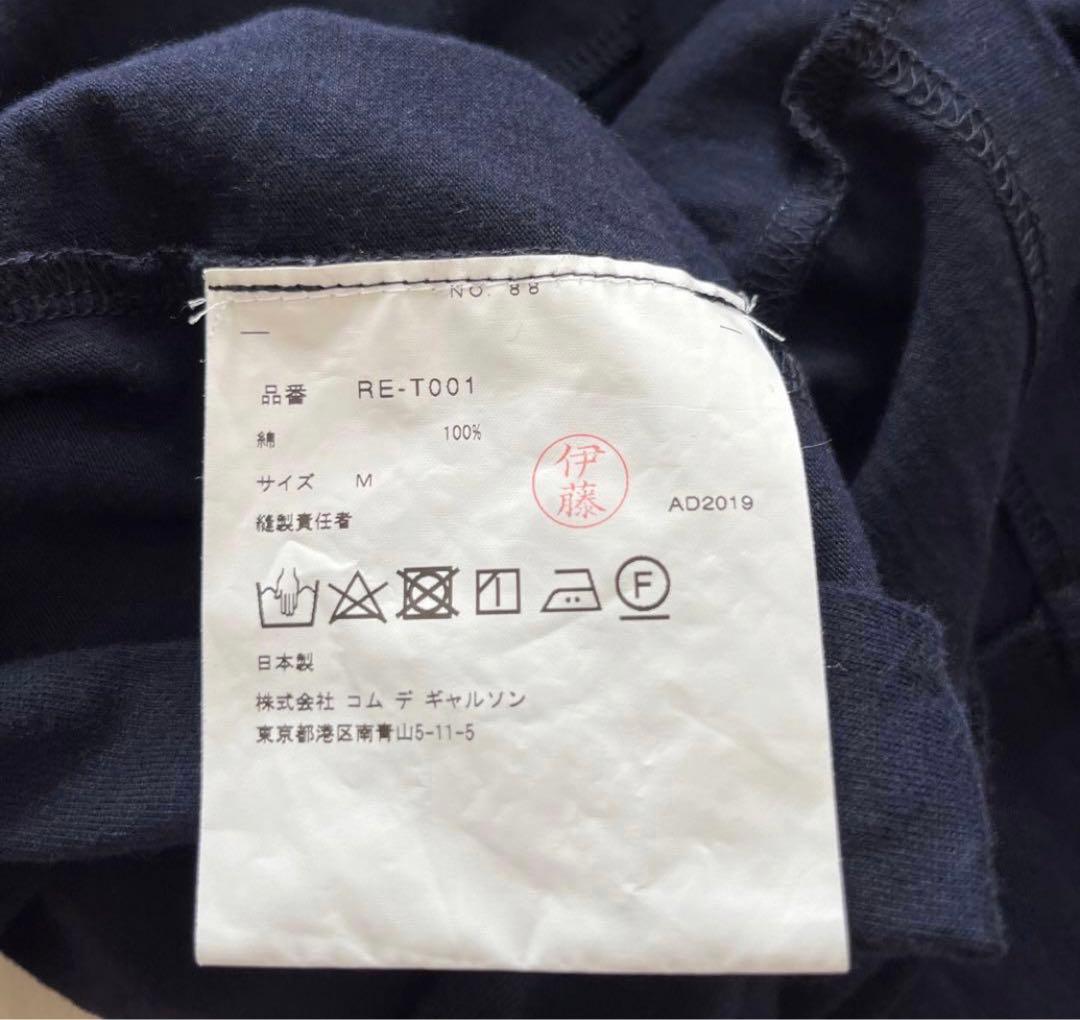 NO. 88
品番 RE-T001
綿 100%
サイズ M
伊藤
AD2019
縫製責任者
F
日本製
株式会社 コム デ ギャルソン
東京都港区南青山5-11-5